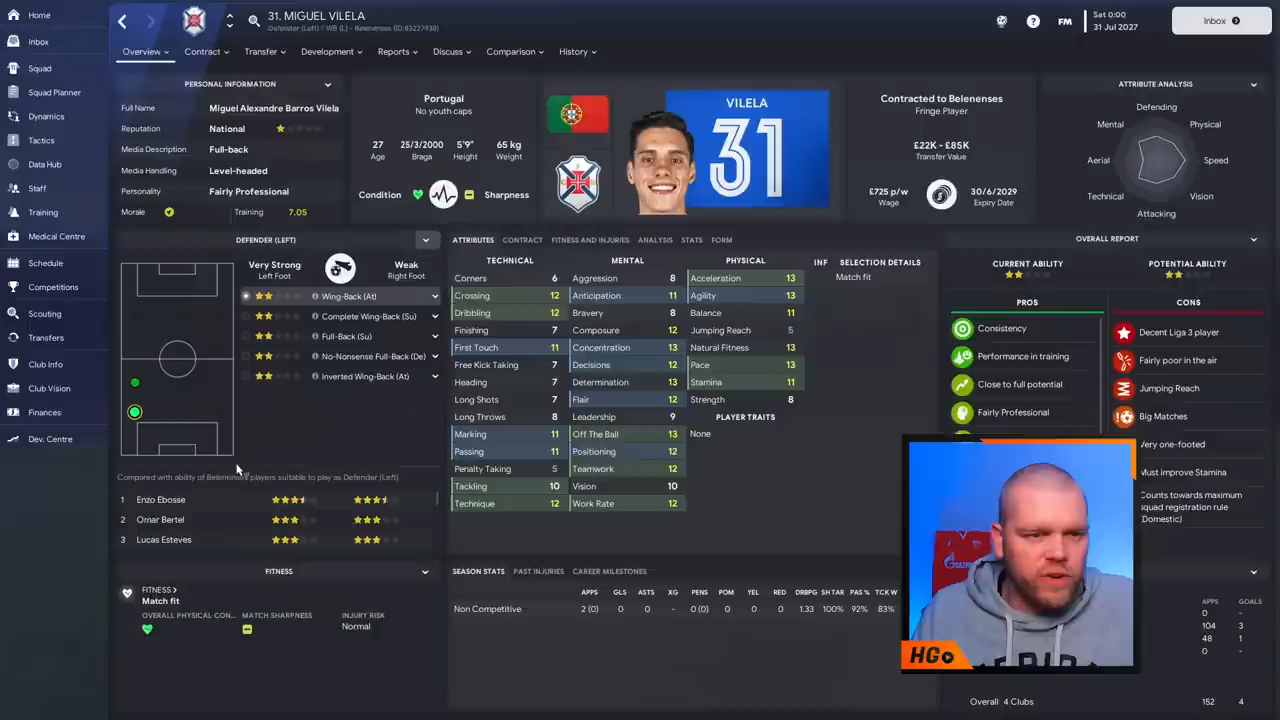 Home
Inbox
Squad
Squad Planner
Dynamics
Tactics
Data Hub
Staff
Training
Medical Centre
Schedule
Competitions
Scouting
Transfers
Club Info
Club Vision
Finances
Dev. Centre
31. MIGUEL VILELA
Defender (Left) / WB (L) - Belenenses (ID:83227938)
FM
Sat 0:00
31 Jul 2027
Inbox
Overview Contract Transfer Development Reports Discuss Comparison History
PERSONAL INFORMATION
Full Name Miguel Alexandre Barros Vilela
Reputation National
Media Description Full-back
Media Handling Level-headed
Personality Fairly Professional
Morale Training 7.05
Portugal
No youth caps
27 25/3/2000 5'9" 65 kg
Age Braga Height Weight
Condition Sharpness
VILELA
31
Contracted to Belenenses
Fringe Player
£22K - £85K
Transfer Value
£725 p/w 30/6/2029
Wage Expiry Date
ATTRIBUTE ANALYSIS
Defending
Mental Physical
Aerial Speed
Technical Vision
Attacking
DEFENDER (LEFT)
Very Strong Weak
Left Foot Right Foot
Wing-Back (At)
Complete Wing-Back (Su)
Full-Back (Su)
No-Nonsense Full-Back (De)
Inverted Wing-Back (At)
Compared with ability of Belenenses players suitable to play as Defender (Left)
1 Enzo Ebosse
2 Omar Bertel
3 Lucas Esteves
ATTRIBUTES CONTRACT FITNESS AND INJURIES ANALYSIS STATS FORM
TECHNICAL
Corners 6
Crossing 12
Dribbling 12
Finishing 7
First Touch 11
Free Kick Taking 7
Heading 7
Long Shots 7
Long Throws 8
Marking 11
Passing 11
Penalty Taking 5
Tackling 10
Technique 12
MENTAL
Aggression 8
Anticipation 11
Bravery 8
Composure 12
Concentration 13
Decisions 12
Determination 13
Flair 12
Leadership 9
Off The Ball 13
Positioning 12
Teamwork 12
Vision 10
Work Rate 12
PHYSICAL
Acceleration 13
Agility 13
Balance 11
Jumping Reach 5
Natural Fitness 13
Pace 13
Stamina 11
Strength 8
PLAYER TRAITS
None
INF SELECTION DETAILS
Match fit
OVERALL REPORT
CURRENT ABILITY POTENTIAL ABILITY
PROS
Consistency
Performance in training
Close to full potential
Fairly Professional
CONS
Decent Liga 3 player
Fairly poor in the air
Jumping Reach
Big Matches
Very one-footed
Must improve Stamina
Counts towards maximum
squad registration rule
(Domestic)
FITNESS
FITNESS >
Match fit
OVERALL PHYSICAL CON... MATCH SHARPNESS INJURY RISK
Normal
SEASON STATS PAST INJURIES CAREER MILESTONES
APPS GLS ASTS XG PENS POM YEL RED DRBPG SH TAR PAS % TCK W
Non Competitive 2 (0) 0 0 - 0 (0) 0 0 0 1.33 100% 92% 83%
APPS GOALS
0 -
104 3
48 1
0 -
Overall 4 Clubs 152 4
HGo